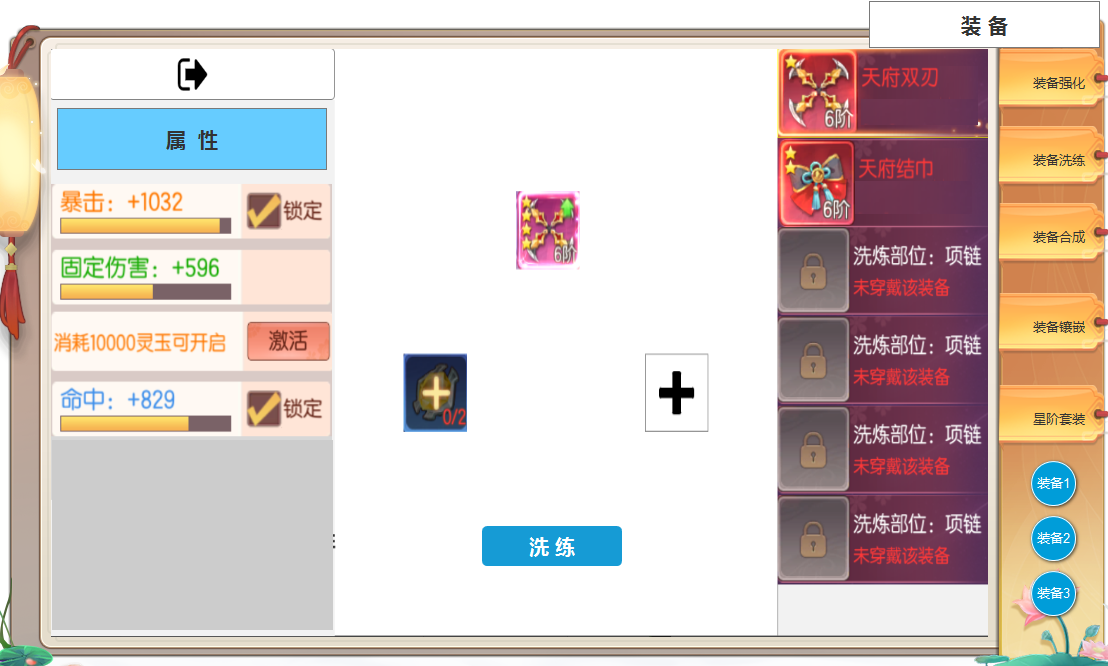 装 备
属 性
暴击：+1032
锁定
固定伤害：+596
消耗10000灵玉可开启
激活
命中：+829
锁定
6阶
0/2
洗 练
天府双刃
6阶
天府结巾
6阶
洗炼部位：项链
未穿戴该装备
洗炼部位：项链
未穿戴该装备
洗炼部位：项链
未穿戴该装备
洗炼部位：项链
未穿戴该装备
装备强化
装备洗练
装备合成
装备镶嵌
星阶套装
装备1
装备2
装备3